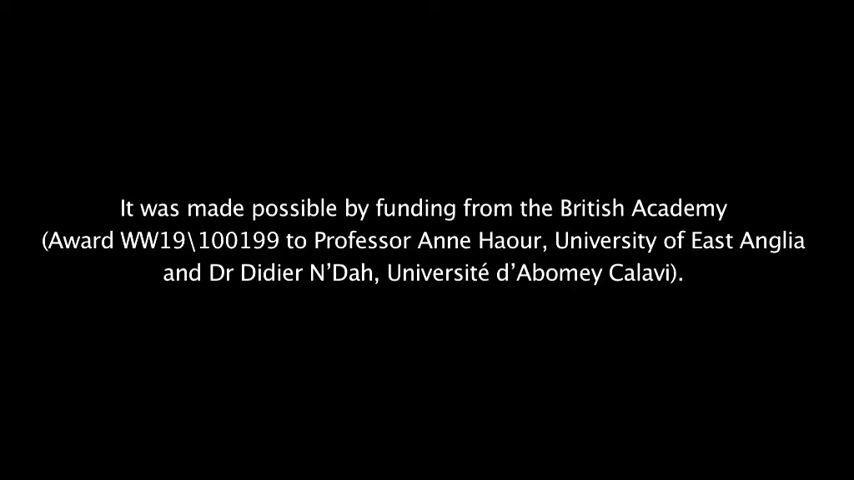 It was made possible by funding from the British Academy
(Award WW19\100199 to Professor Anne Haour, University of East Anglia
and Dr Didier N’Dah, Université d’Abomey Calavi).